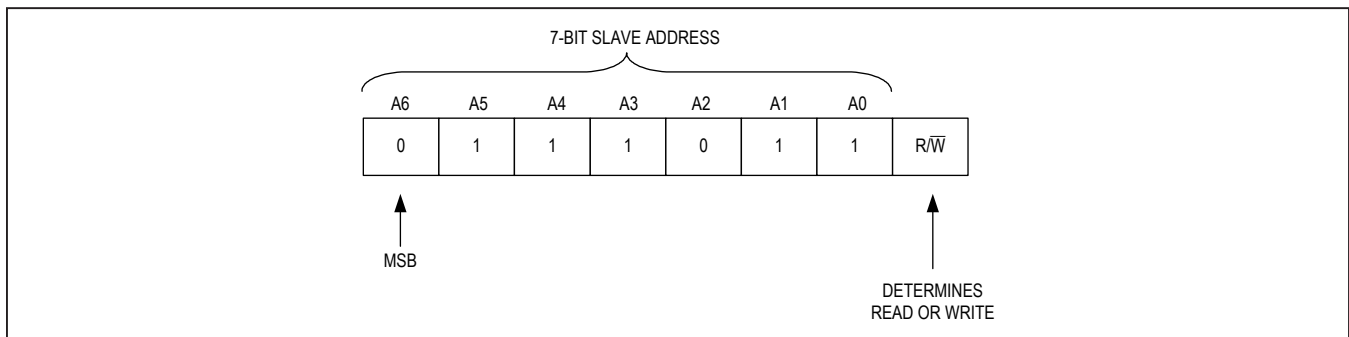 7-BIT SLAVE ADDRESS
A6 A5 A4 A3 A2 A1 A0
0 1 1 1 0 1 1 R/W̅
MSB
DETERMINES
READ OR WRITE